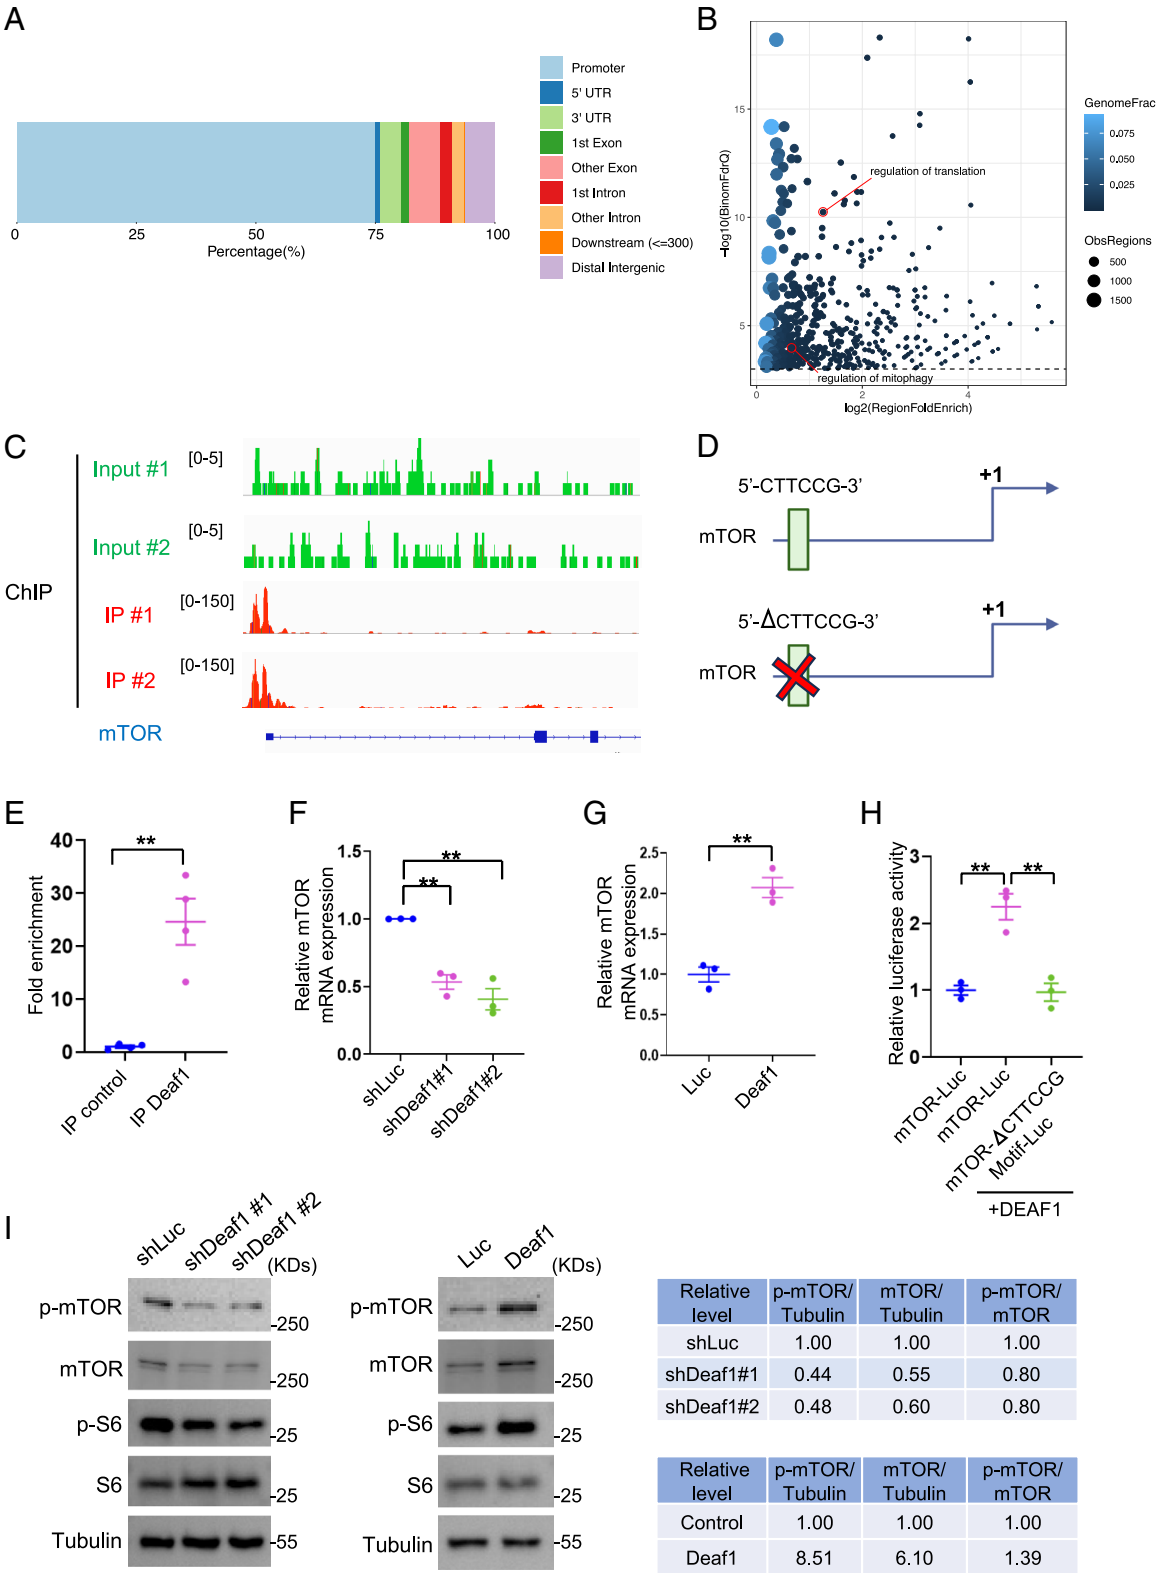 A
Promoter
5' UTR
3' UTR
1st Exon
Other Exon
1st Intron
Other Intron
Downstream (<=300)
Distal Intergenic
0 25 50 75 100
Percentage(%)
B
-log10(BinomFdrQ)
15
10
5
regulation of translation
regulation of mitophagy
0 2 4
log2(RegionFoldEnrich)
GenomeFrac
0.075
0.050
0.025
ObsRegions
500
1000
1500
C
ChIP
Input #1 [0-5]
Input #2 [0-5]
IP #1 [0-150]
IP #2 [0-150]
mTOR
D
5'-CTTCCG-3'
+1
mTOR
5'-ΔCTTCCG-3'
+1
mTOR
E
Fold enrichment
40
30
20
10
0
**
IP control
IP Deaf1
F
Relative mTOR
mRNA expression
1.5
1.0
0.5
0.0
**
**
shLuc
shDeaf1#1
shDeaf1#2
G
Relative mTOR
mRNA expression
2.5
2.0
1.5
1.0
0.5
0.0
**
Luc
Deaf1
H
Relative luciferase activity
3
2
1
0
** **
mTOR-Luc
mTOR-Luc
mTOR-ΔCTTCCG
Motif-Luc
+DEAF1
I
shLuc
shDeaf1 #1
shDeaf1 #2
(KDs)
p-mTOR
-250
mTOR
-250
p-S6
-25
S6
-25
Tubulin
-55
Luc
Deaf1
(KDs)
p-mTOR
-250
mTOR
-250
p-S6
-25
S6
-25
Tubulin
-55
Relative level p-mTOR/Tubulin mTOR/Tubulin p-mTOR/mTOR
shLuc 1.00 1.00 1.00
shDeaf1#1 0.44 0.55 0.80
shDeaf1#2 0.48 0.60 0.80
Relative level p-mTOR/Tubulin mTOR/Tubulin p-mTOR/mTOR
Control 1.00 1.00 1.00
Deaf1 8.51 6.10 1.39